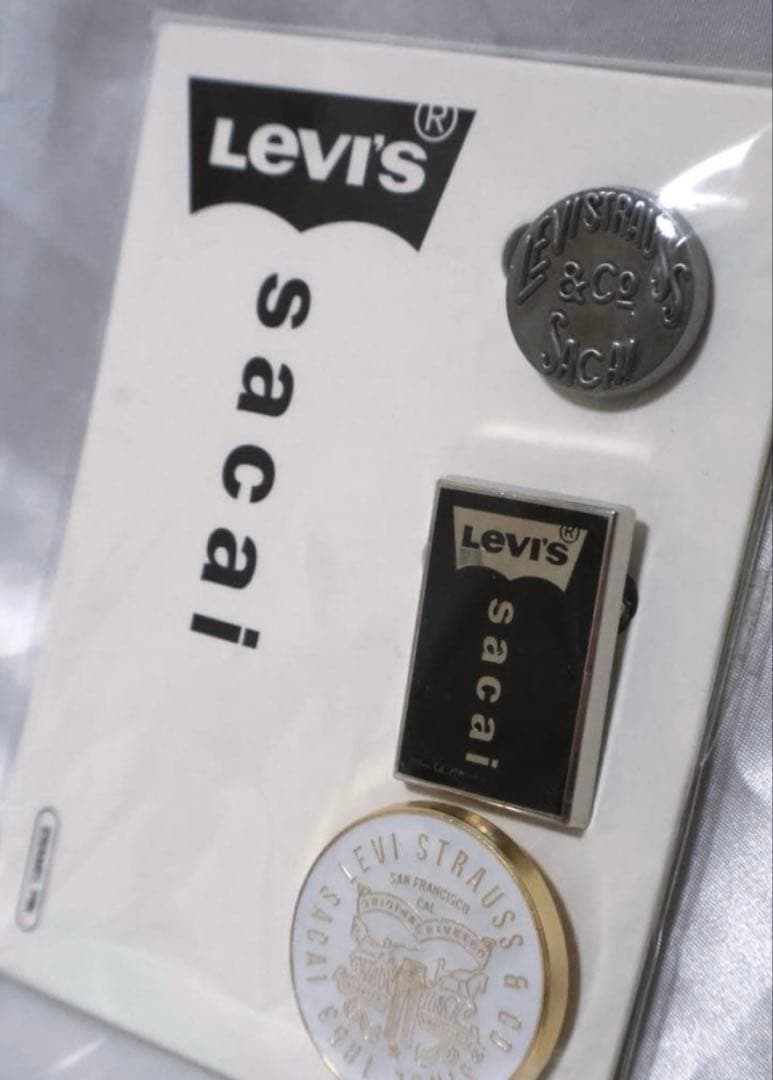 LEVI'S®
sacai
LEVI STRAUSS
& Co
SACAI
LEVI'S®
sacai
LEVI STRAUSS & CO
SAN FRANCISCO
CAL
SACAI